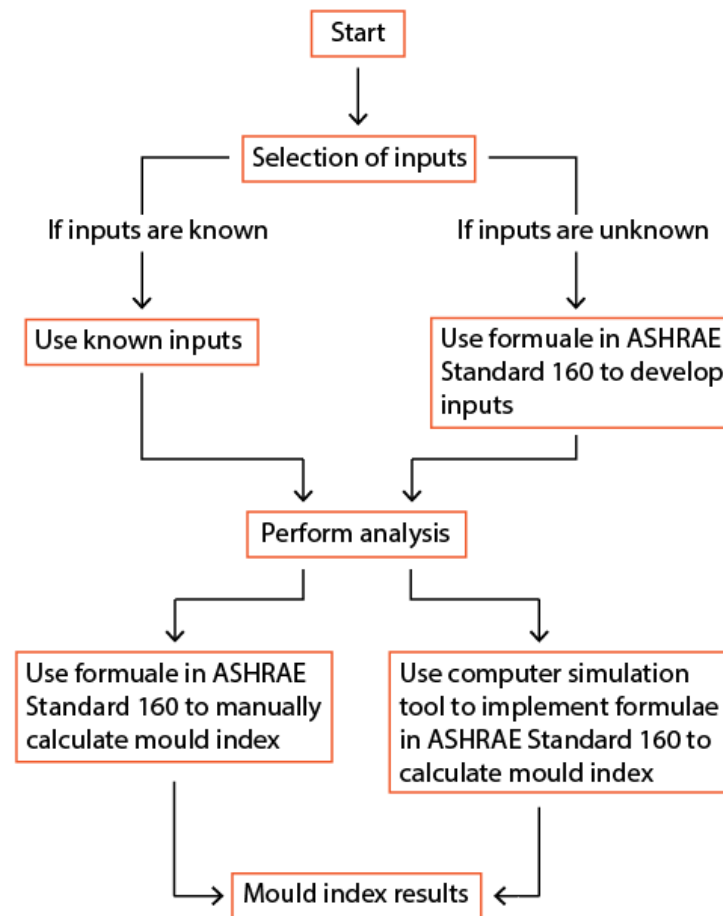 Start
Selection of inputs
If inputs are known
If inputs are unknown
Use known inputs
Use formuale in ASHRAE
Standard 160 to develop
inputs
Perform analysis
Use formuale in ASHRAE
Standard 160 to manually
calculate mould index
Use computer simulation
tool to implement formulae
in ASHRAE Standard 160 to
calculate mould index
Mould index results